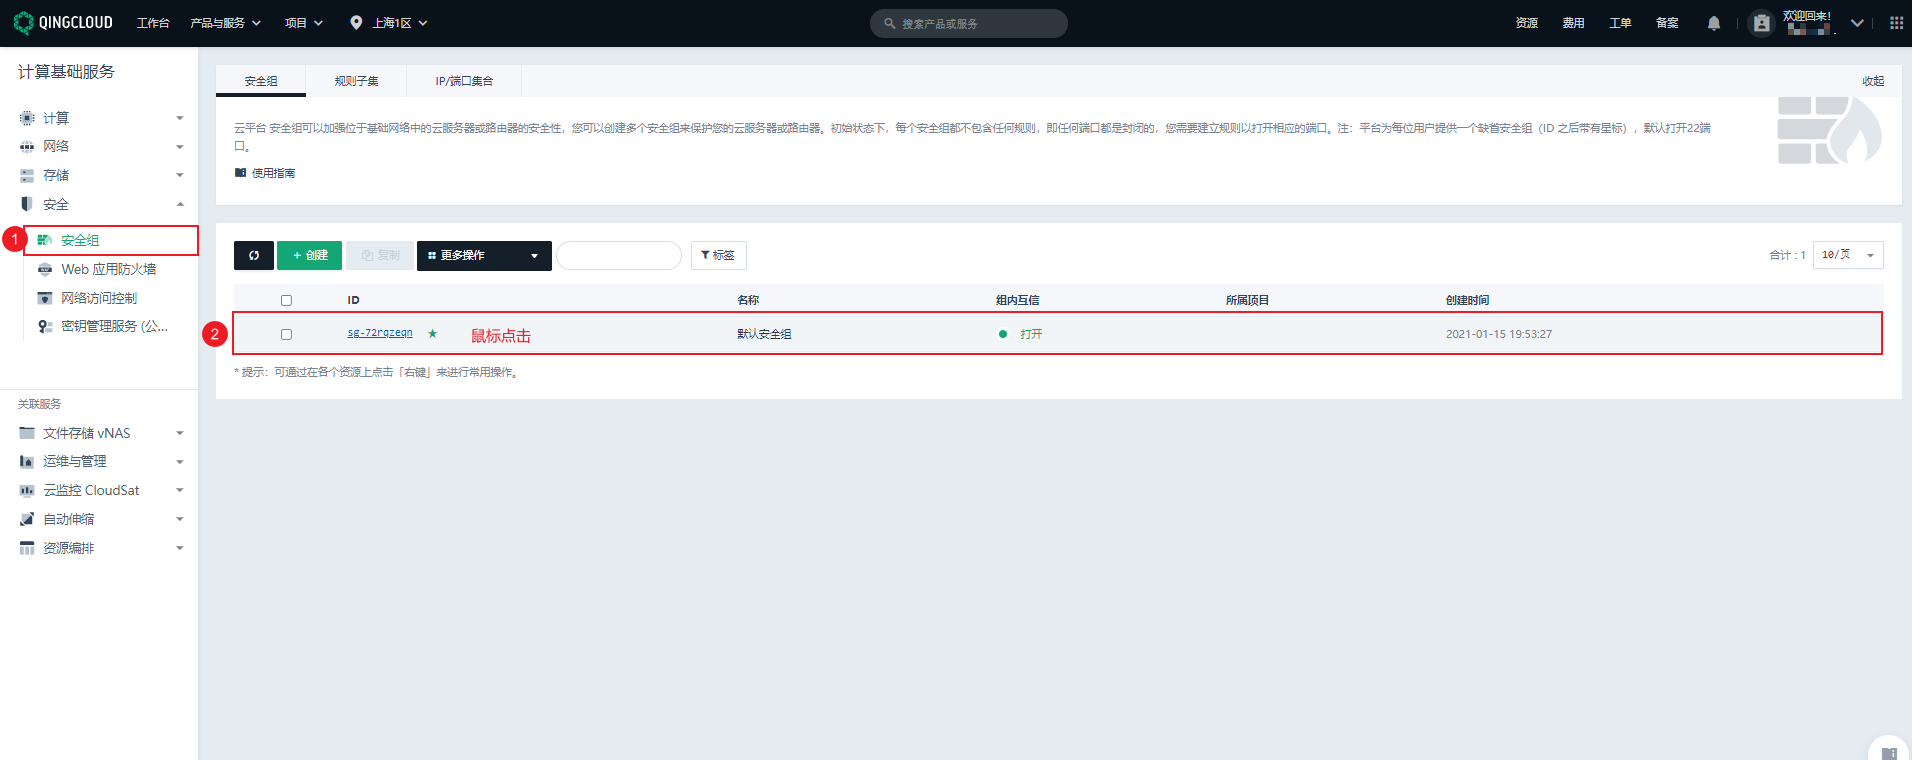 QINGCLOUD 工作台 产品与服务 项目 上海1区 搜索产品或服务 资源 费用 工单 备案 欢迎回来!
计算基础服务
计算
网络
存储
安全
1 安全组
Web 应用防火墙
网络访问控制
密钥管理服务 (公...
关联服务
文件存储 vNAS
运维与管理
云监控 CloudSat
自动伸缩
资源编排
安全组 规则子集 IP/端口集合 收起
云平台 安全组可以加强位于基础网络中的云服务器或路由器的安全性，您可以创建多个安全组来保护您的云服务器或路由器。初始状态下，每个安全组都不包含任何规则，即任何端口都是封闭的，您需要建立规则以打开相应的端口。注：平台为每位用户提供一个缺省安全组（ID 之后带有星标），默认打开22端
口。
使用指南
+ 创建 复制 更多操作 标签 合计 : 1 10/页
ID 名称 组内互信 所属项目 创建时间
2 sg-72rqzeqn ★ 鼠标点击 默认安全组 打开 2021-01-15 19:53:27
* 提示：可通过在各个资源上点击「右键」来进行常用操作。